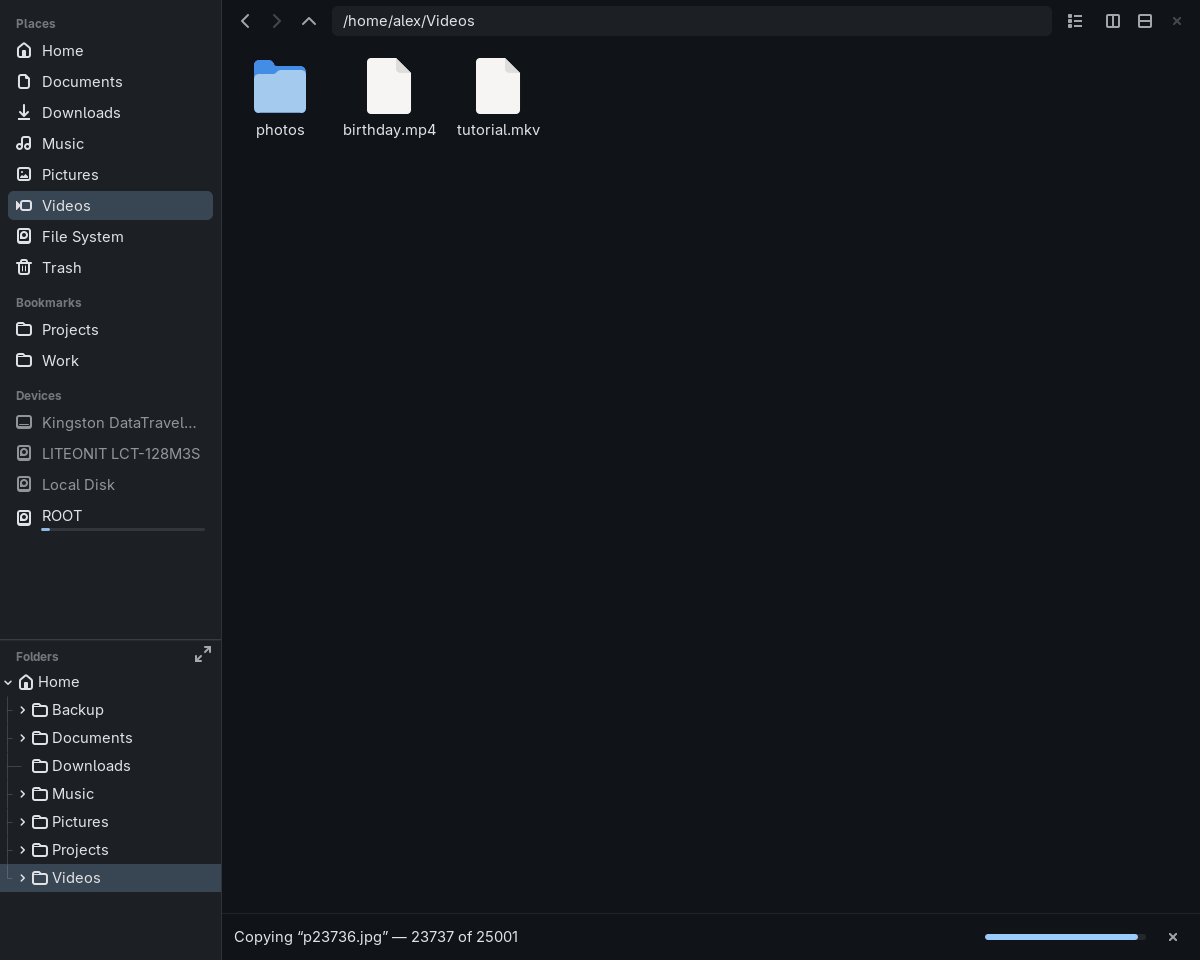 Places
Home
Documents
Downloads
Music
Pictures
Videos
File System
Trash
Bookmarks
Projects
Work
Devices
Kingston DataTravel...
LITEONIT LCT-128M3S
Local Disk
ROOT
Folders
Home
Backup
Documents
Downloads
Music
Pictures
Projects
Videos
/home/alex/Videos
photos
birthday.mp4
tutorial.mkv
Copying “p23736.jpg” — 23737 of 25001